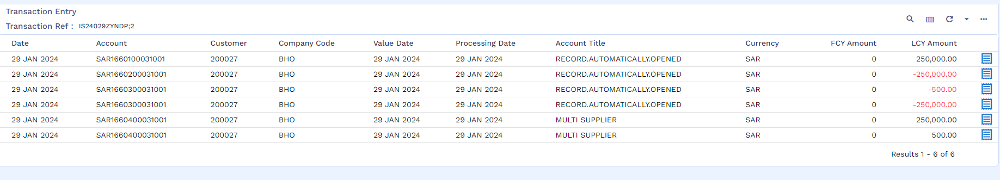 Transaction Entry
Transaction Ref : IS24029ZYNDP;2
Date Account Customer Company Code Value Date Processing Date Account Title Currency FCY Amount LCY Amount
29 JAN 2024 SAR1660100031001 200027 BHO 29 JAN 2024 29 JAN 2024 RECORD.AUTOMATICALLY.OPENED SAR 0 250,000.00
29 JAN 2024 SAR1660200031001 200027 BHO 29 JAN 2024 29 JAN 2024 RECORD.AUTOMATICALLY.OPENED SAR 0 -250,000.00
29 JAN 2024 SAR1660300031001 200027 BHO 29 JAN 2024 29 JAN 2024 RECORD.AUTOMATICALLY.OPENED SAR 0 -500.00
29 JAN 2024 SAR1660300031001 200027 BHO 29 JAN 2024 29 JAN 2024 RECORD.AUTOMATICALLY.OPENED SAR 0 -250,000.00
29 JAN 2024 SAR1660400031001 200027 BHO 29 JAN 2024 29 JAN 2024 MULTI SUPPLIER SAR 0 250,000.00
29 JAN 2024 SAR1660400031001 200027 BHO 29 JAN 2024 29 JAN 2024 MULTI SUPPLIER SAR 0 500.00
Results 1 - 6 of 6